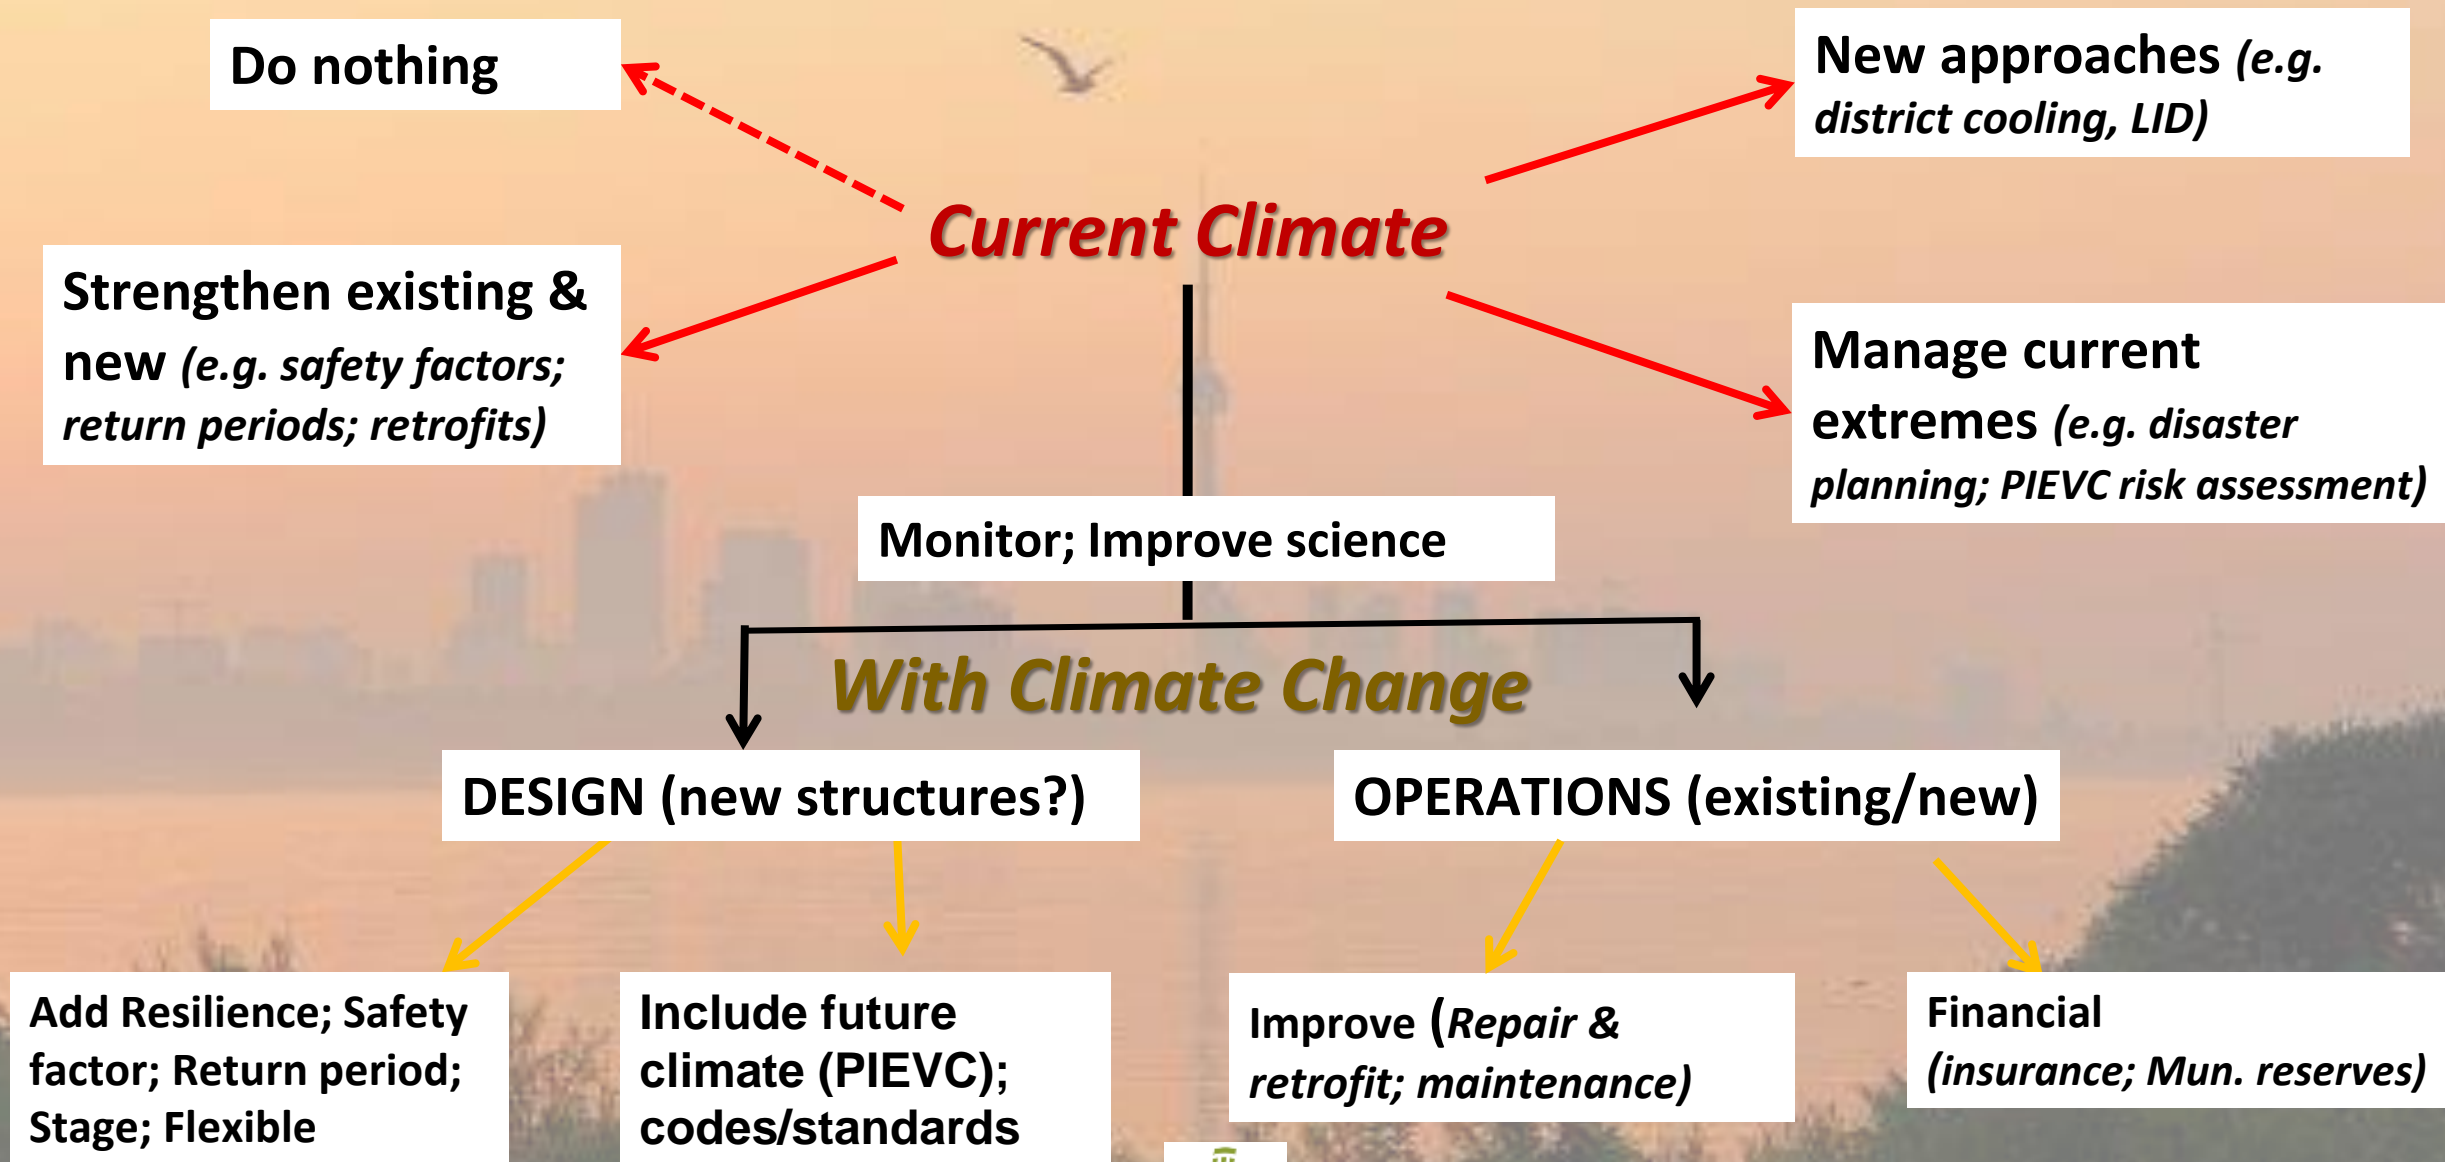 Do nothing
New approaches (e.g.
district cooling, LID)
Current Climate
Strengthen existing &
new (e.g. safety factors;
return periods; retrofits)
Manage current
extremes (e.g. disaster
planning; PIEVC risk assessment)
Monitor; Improve science
With Climate Change
DESIGN (new structures?)
OPERATIONS (existing/new)
Add Resilience; Safety
factor; Return period;
Stage; Flexible
Include future
climate (PIEVC);
codes/standards
Improve (Repair &
retrofit; maintenance)
Financial
(insurance; Mun. reserves)